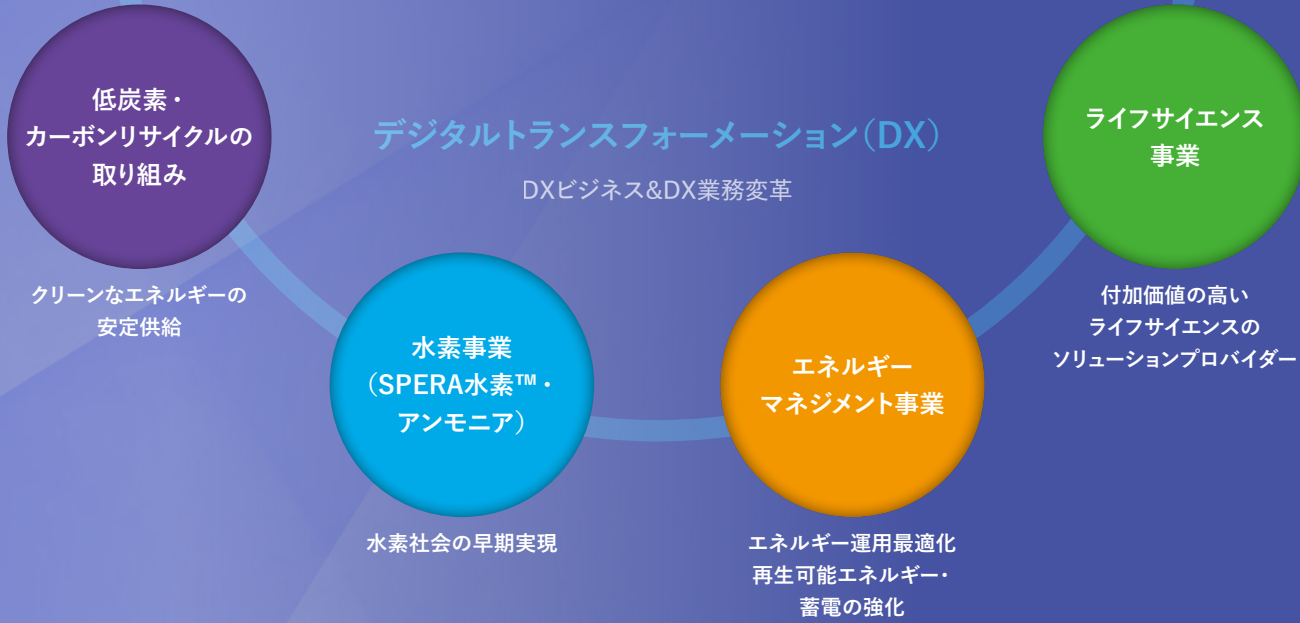 低炭素・
カーボンリサイクルの
取り組み
クリーンなエネルギーの
安定供給
デジタルトランスフォーメーション(DX)
DXビジネス&DX業務変革
水素事業
(SPERA水素™・
アンモニア)
水素社会の早期実現
エネルギー
マネジメント事業
エネルギー運用最適化
再生可能エネルギー・
蓄電の強化
ライフサイエンス
事業
付加価値の高い
ライフサイエンスの
ソリューションプロバイダー